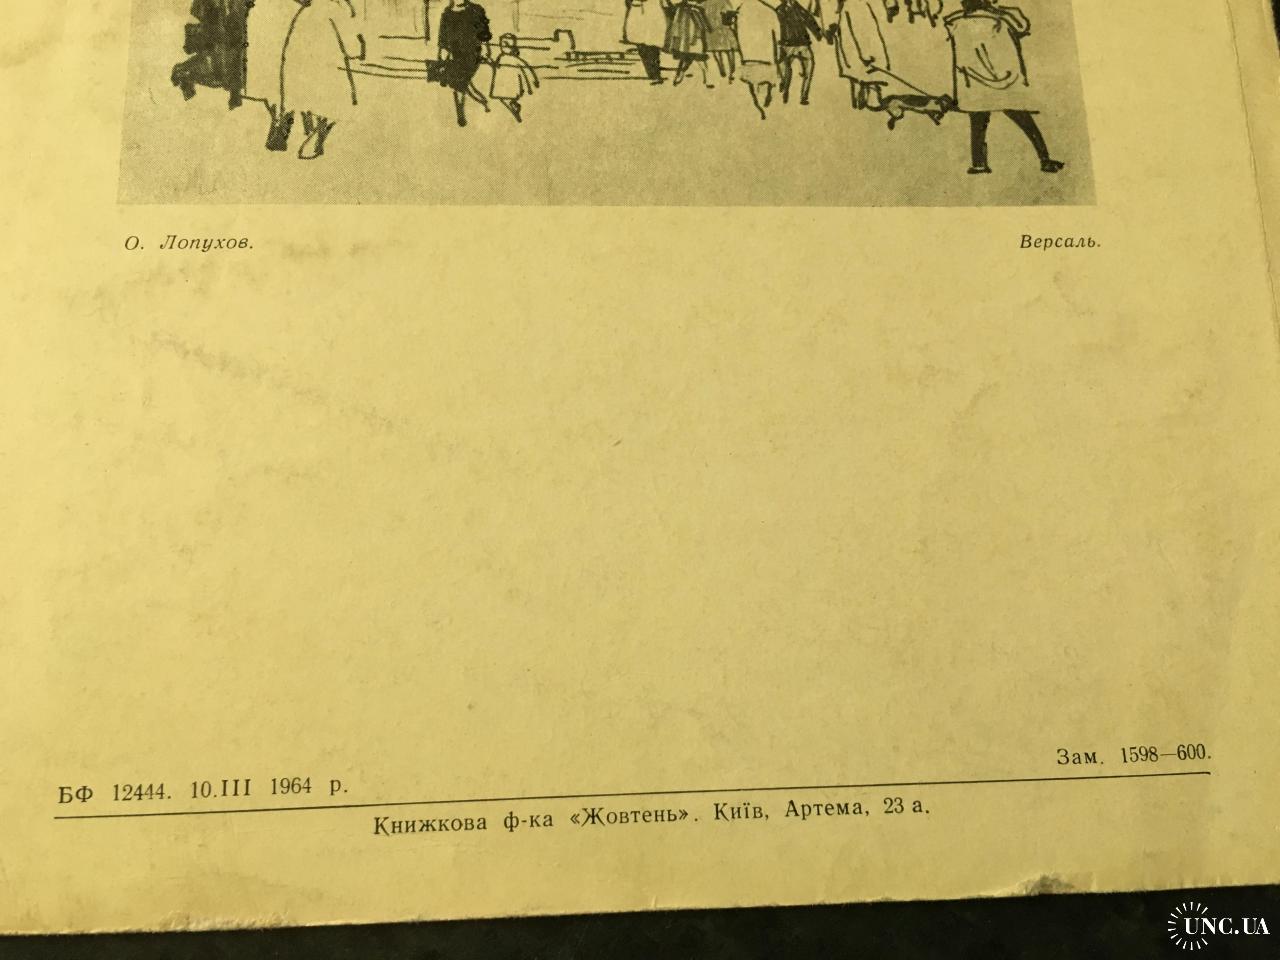 О. Лопухов. Версаль.
БФ 12444. 10.III 1964 р. Зам. 1598—600.
Книжкова ф-ка «Жовтень». Київ, Артема, 23 а.
UNC.UA